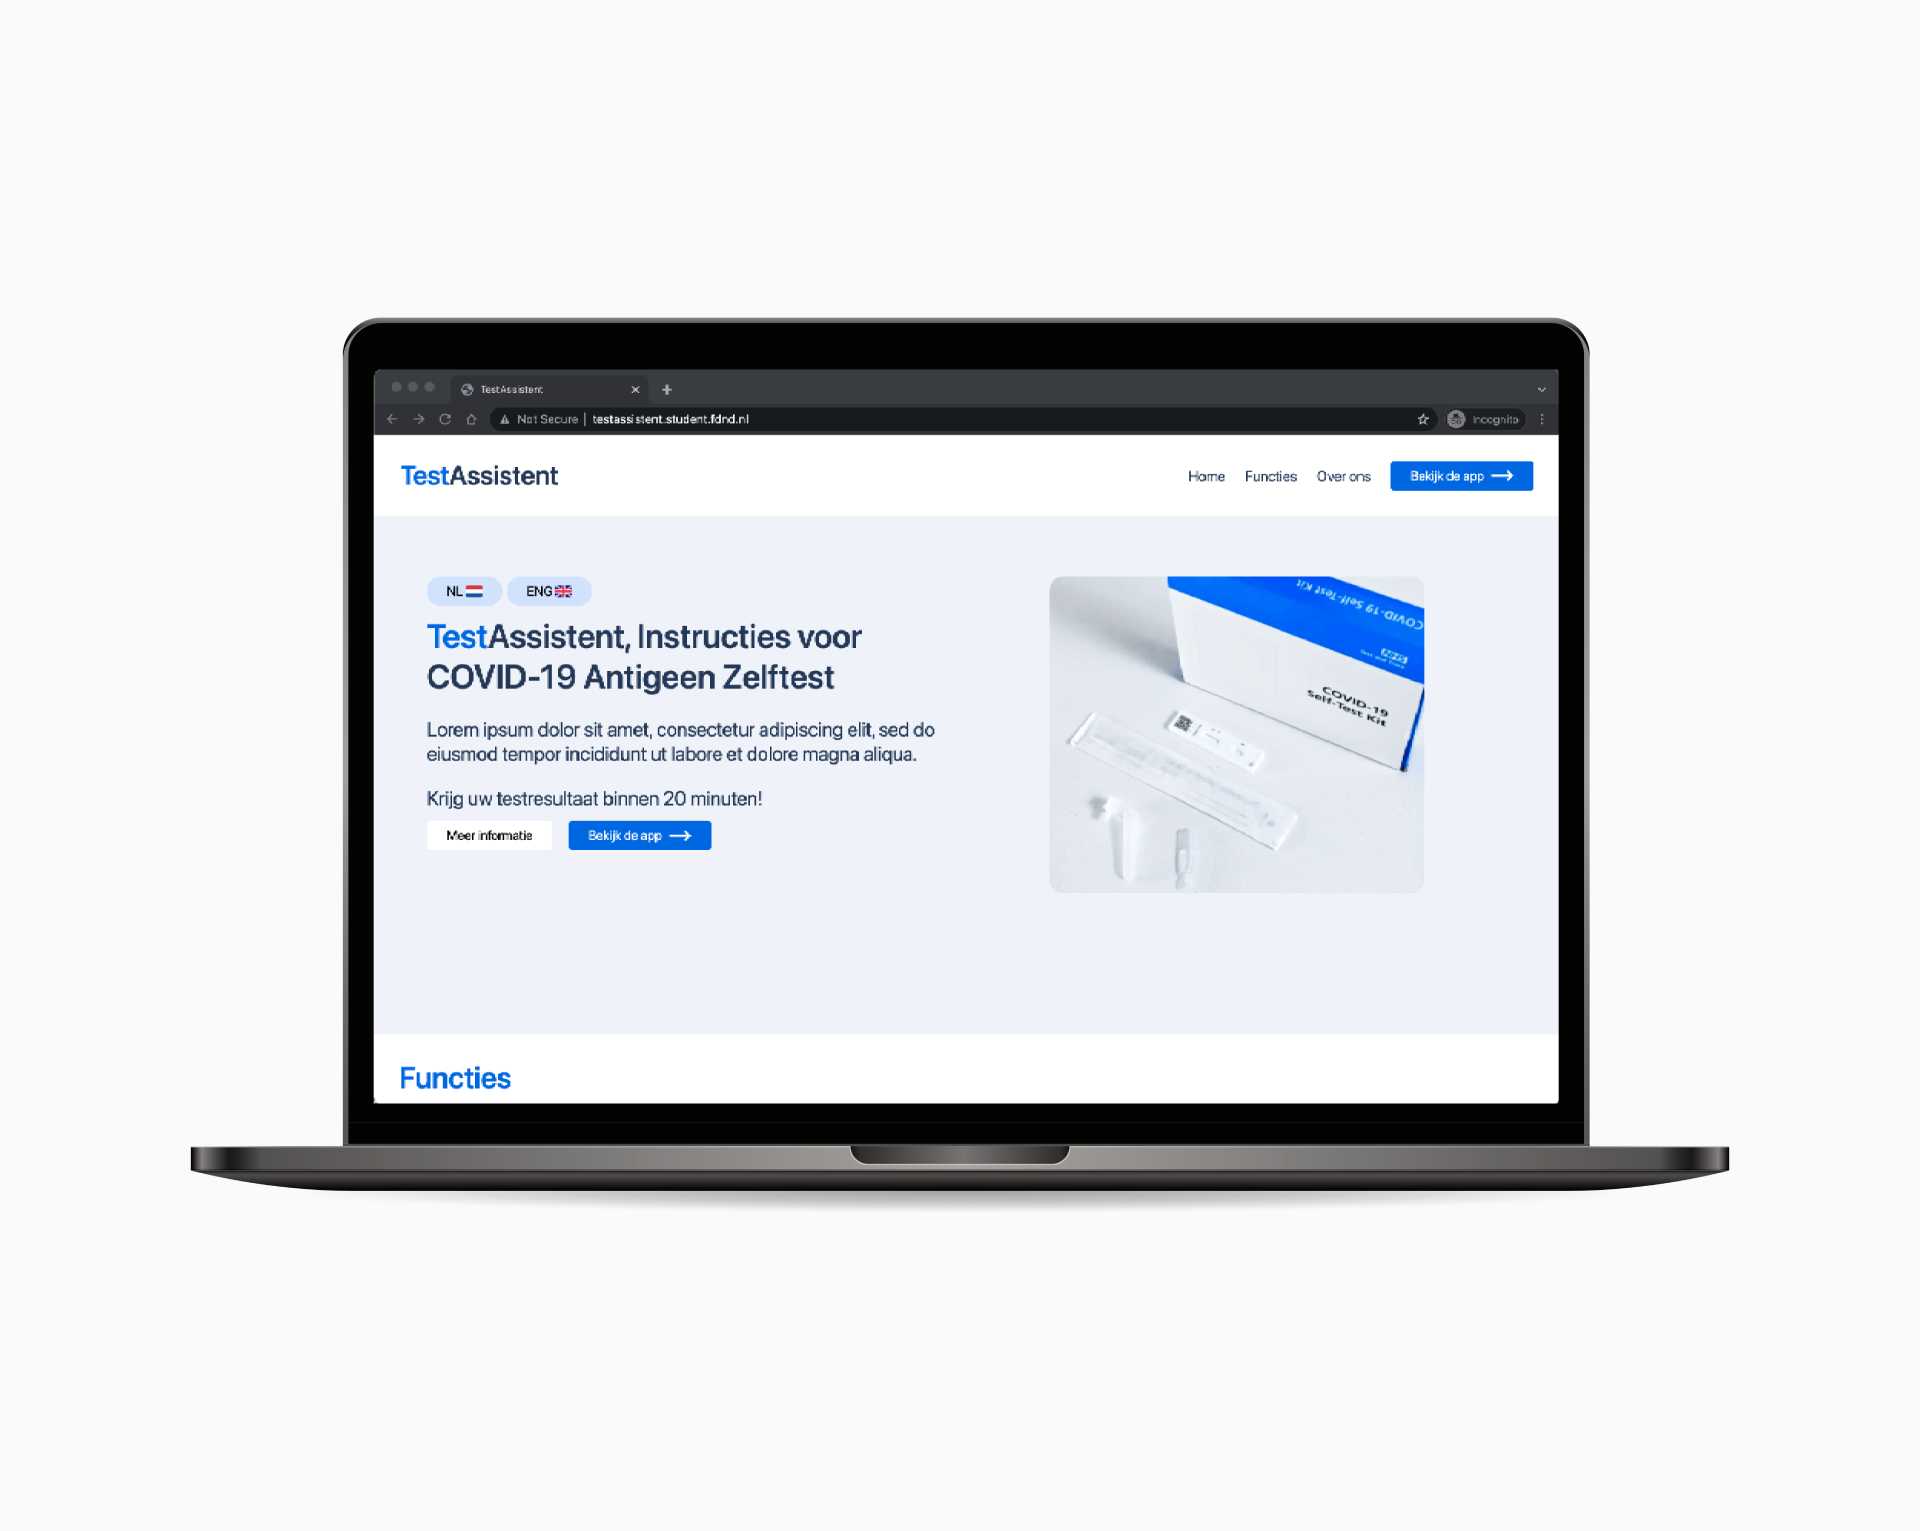 TestAssistent
Not Secure | testassistent.student.fdnd.nl
Incognito
TestAssistent
Home
Functies
Over ons
Bekijk de app
NL
ENG
TestAssistent, Instructies voor
COVID-19 Antigeen Zelftest
Lorem ipsum dolor sit amet, consectetur adipiscing elit, sed do
eiusmod tempor incididunt ut labore et dolore magna aliqua.
Krijg uw testresultaat binnen 20 minuten!
Meer informatie
Bekijk de app
COVID-19 Self-Test Kit
NHS
COVID-19
Self-Test Kit
Functies